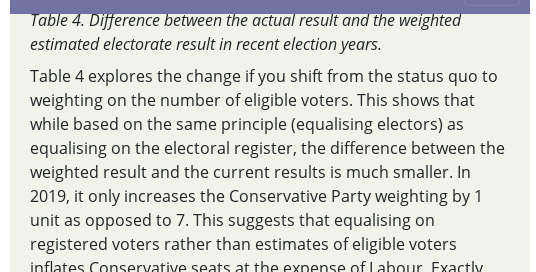 Table 4. Difference between the actual result and the weighted
estimated electorate result in recent election years.
Table 4 explores the change if you shift from the status quo to
weighting on the number of eligible voters. This shows that
while based on the same principle (equalising electors) as
equalising on the electoral register, the difference between the
weighted result and the current results is much smaller. In
2019, it only increases the Conservative Party weighting by 1
unit as opposed to 7. This suggests that equalising on
registered voters rather than estimates of eligible voters
inflates Conservative seats at the expense of Labour. Exactly